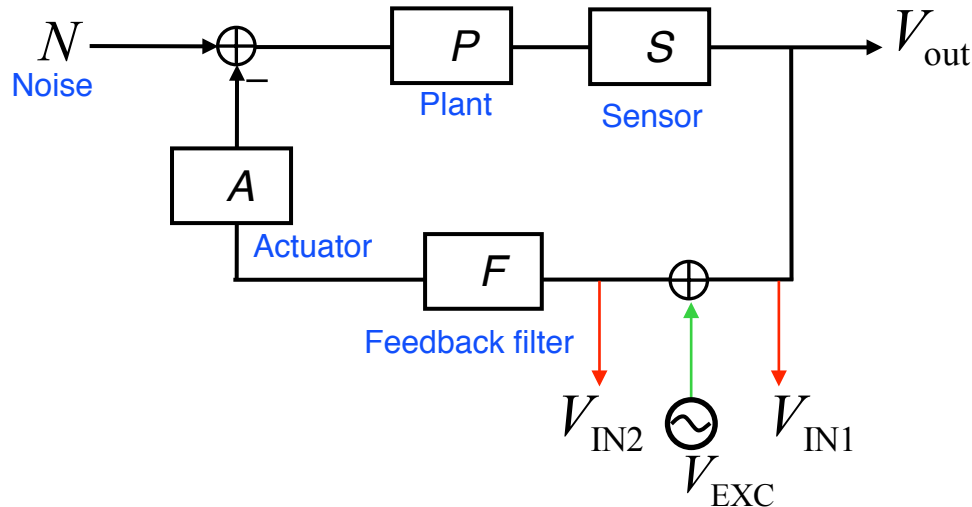 N
Noise
P
Plant
S
Sensor
Vout
–
A
Actuator
F
Feedback filter
VIN2
VEXC
VIN1